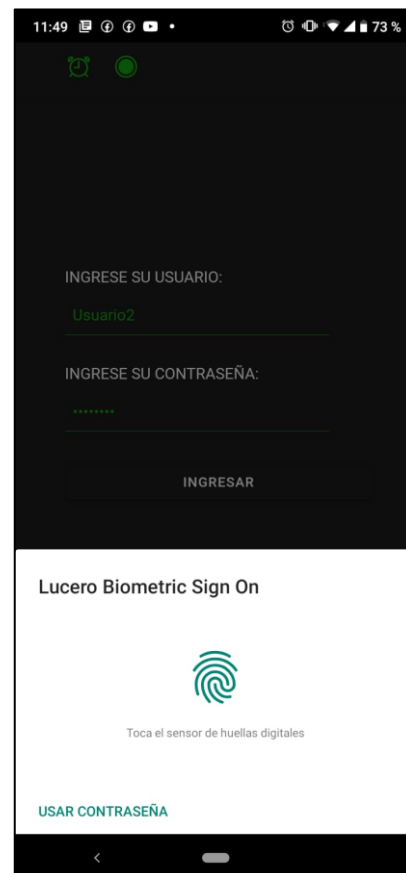 11:49 73 %
INGRESE SU USUARIO:
Usuario2
INGRESE SU CONTRASEÑA:
••••••••
INGRESAR
Lucero Biometric Sign On
Toca el sensor de huellas digitales
USAR CONTRASEÑA